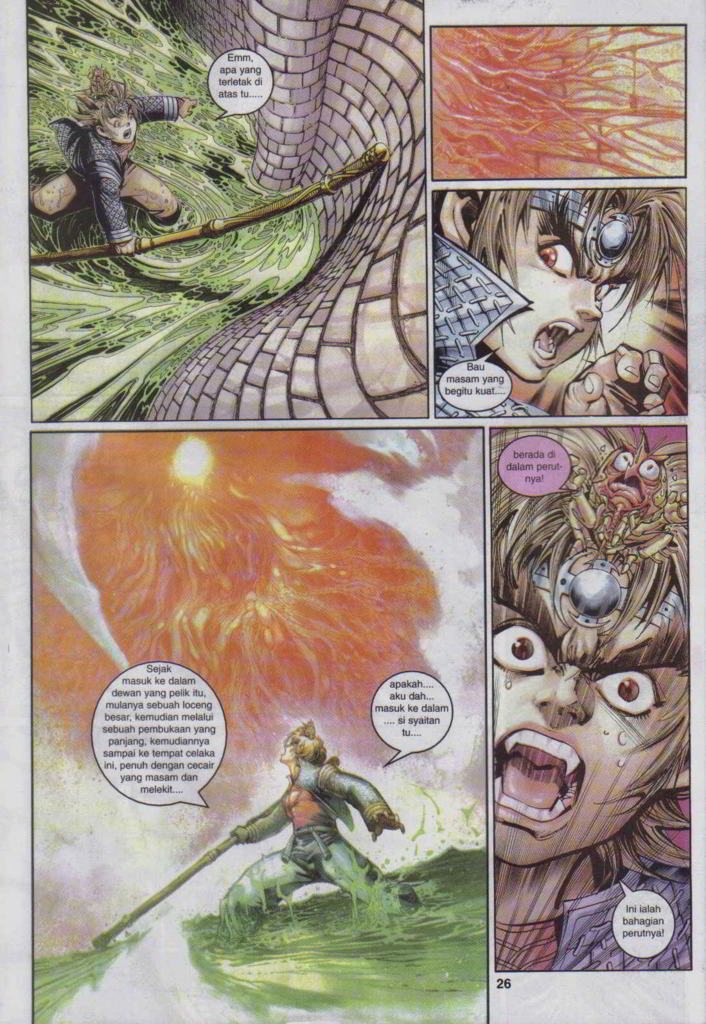 Emm,
apa yang
terletak di
atas tu.....
Bau
masam yang
begitu kuat....
Sejak
masuk ke dalam
dewan yang pelik itu,
mulanya sebuah loceng
besar, kemudian melalui
sebuah pembukaan yang
panjang, kemudiannya
sampai ke tempat celaka
ini, penuh dengan cecair
yang masam dan
melekit....
apakah....
aku dah...
masuk ke dalam
.... si syaitan
tu....
berada di
dalam perut-
nya!
Ini ialah
bahagian
perutnya!
26